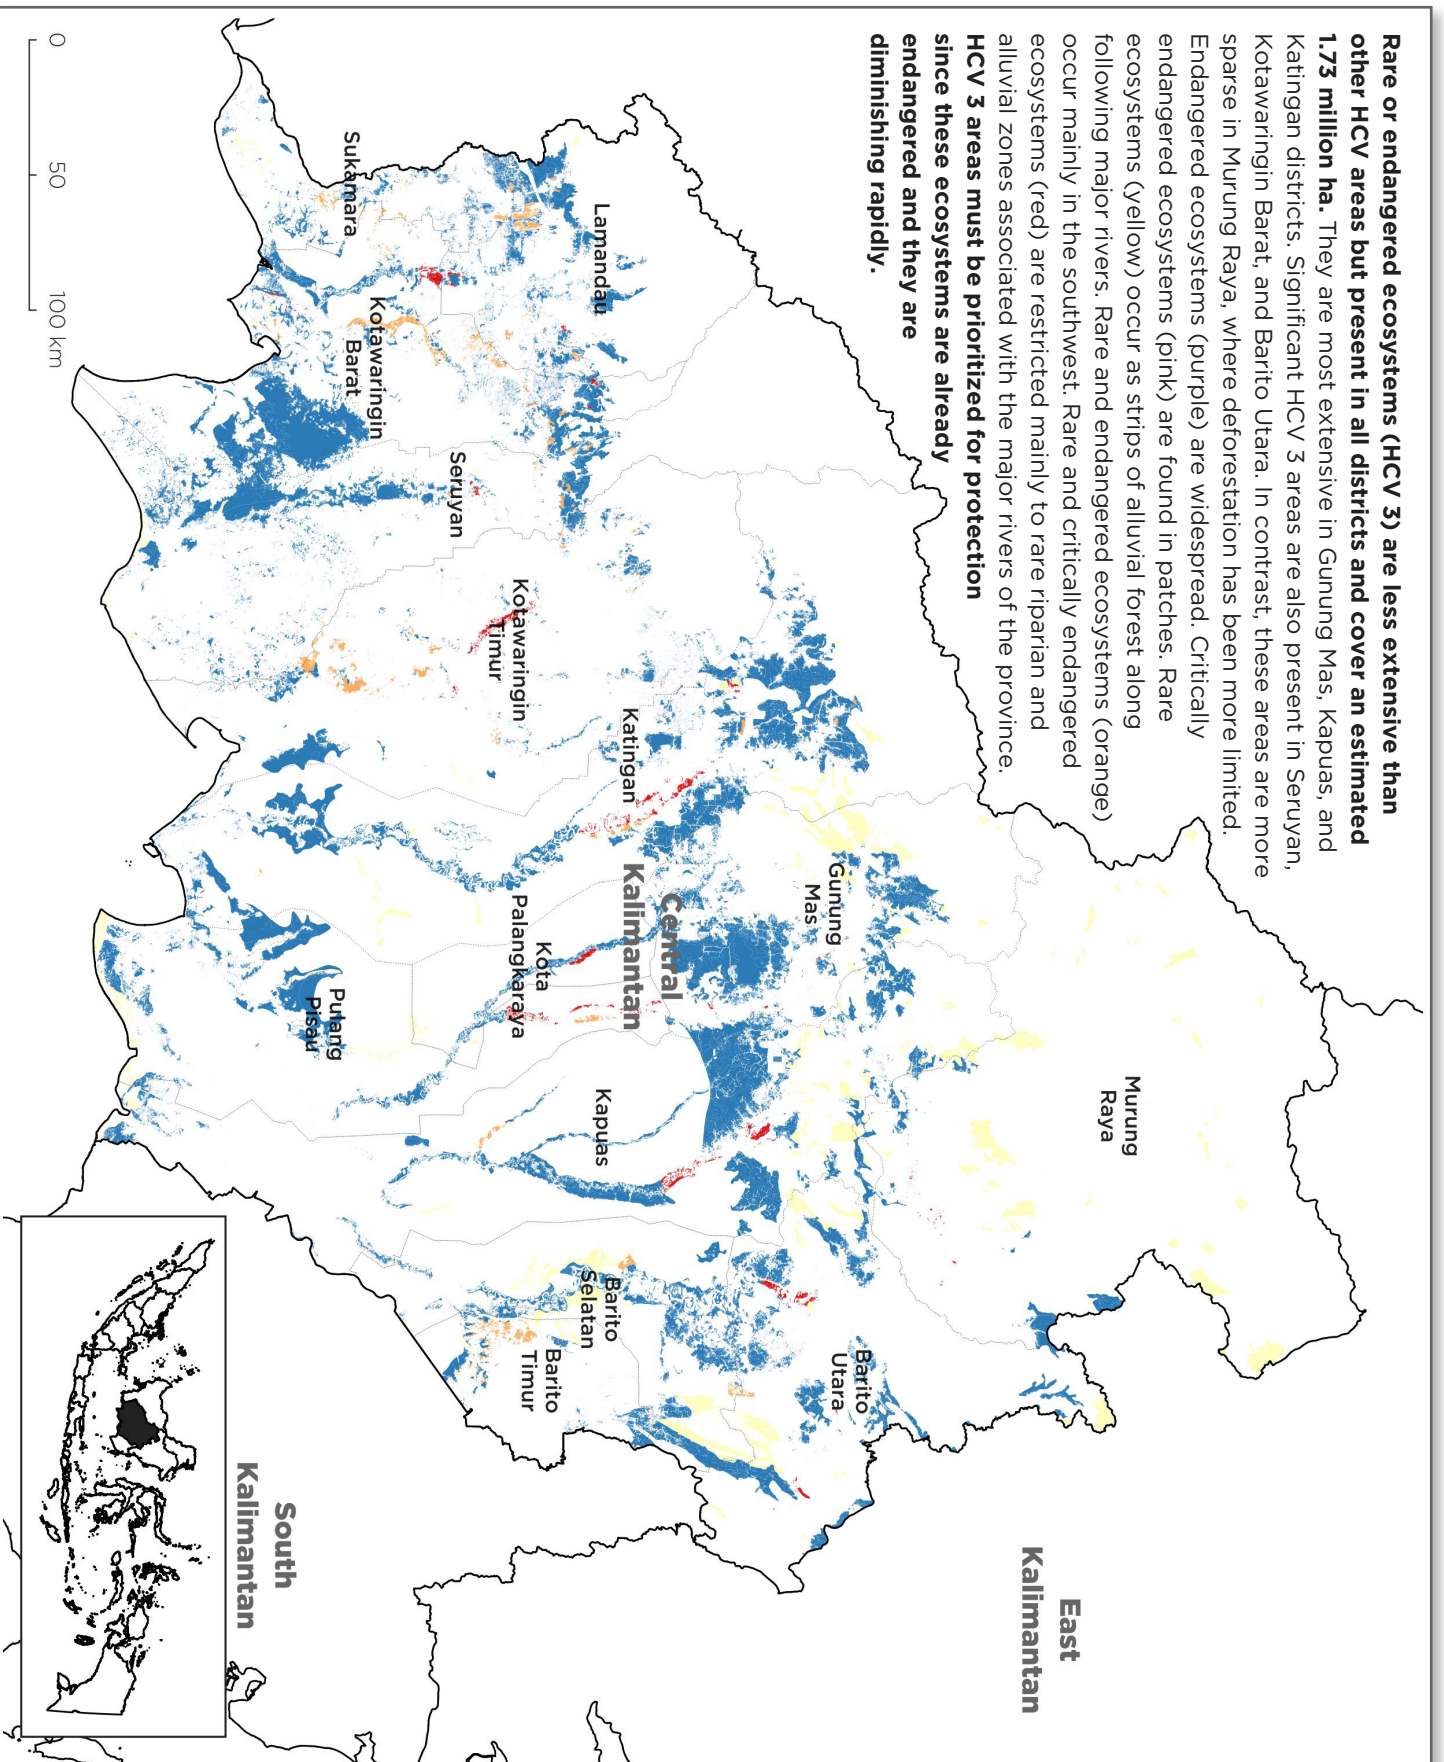 Rare or endangered ecosystems (HCV 3) are less extensive than
other HCV areas but present in all districts and cover an estimated
1.73 million ha. They are most extensive in Gunung Mas, Kapuas, and
Katingan districts. Significant HCV 3 areas are also present in Seruyan,
Kotawaringin Barat, and Barito Utara. In contrast, these areas are more
sparse in Murung Raya, where deforestation has been more limited.
Endangered ecosystems (purple) are widespread. Critically
endangered ecosystems (pink) are found in patches. Rare
ecosystems (yellow) occur as strips of alluvial forest along
following major rivers. Rare and endangered ecosystems (orange)
occur mainly in the southwest. Rare and critically endangered
ecosystems (red) are restricted mainly to rare riparian and
alluvial zones associated with the major rivers of the province.
HCV 3 areas must be prioritized for protection
since these ecosystems are already
endangered and they are
diminishing rapidly.
East
Kalimantan
Murung
Raya
Barito
Utara
Gunung
Mas
Central
Kalimantan
Katingan
Lamandau
Kapuas
Barito
Selatan
Barito
Timur
Kota
Palangkaraya
Kotawaringin
Timur
Seruyan
Kotawaringin
Barat
Sukamara
Pulang
Pisau
South
Kalimantan
0 50 100 km